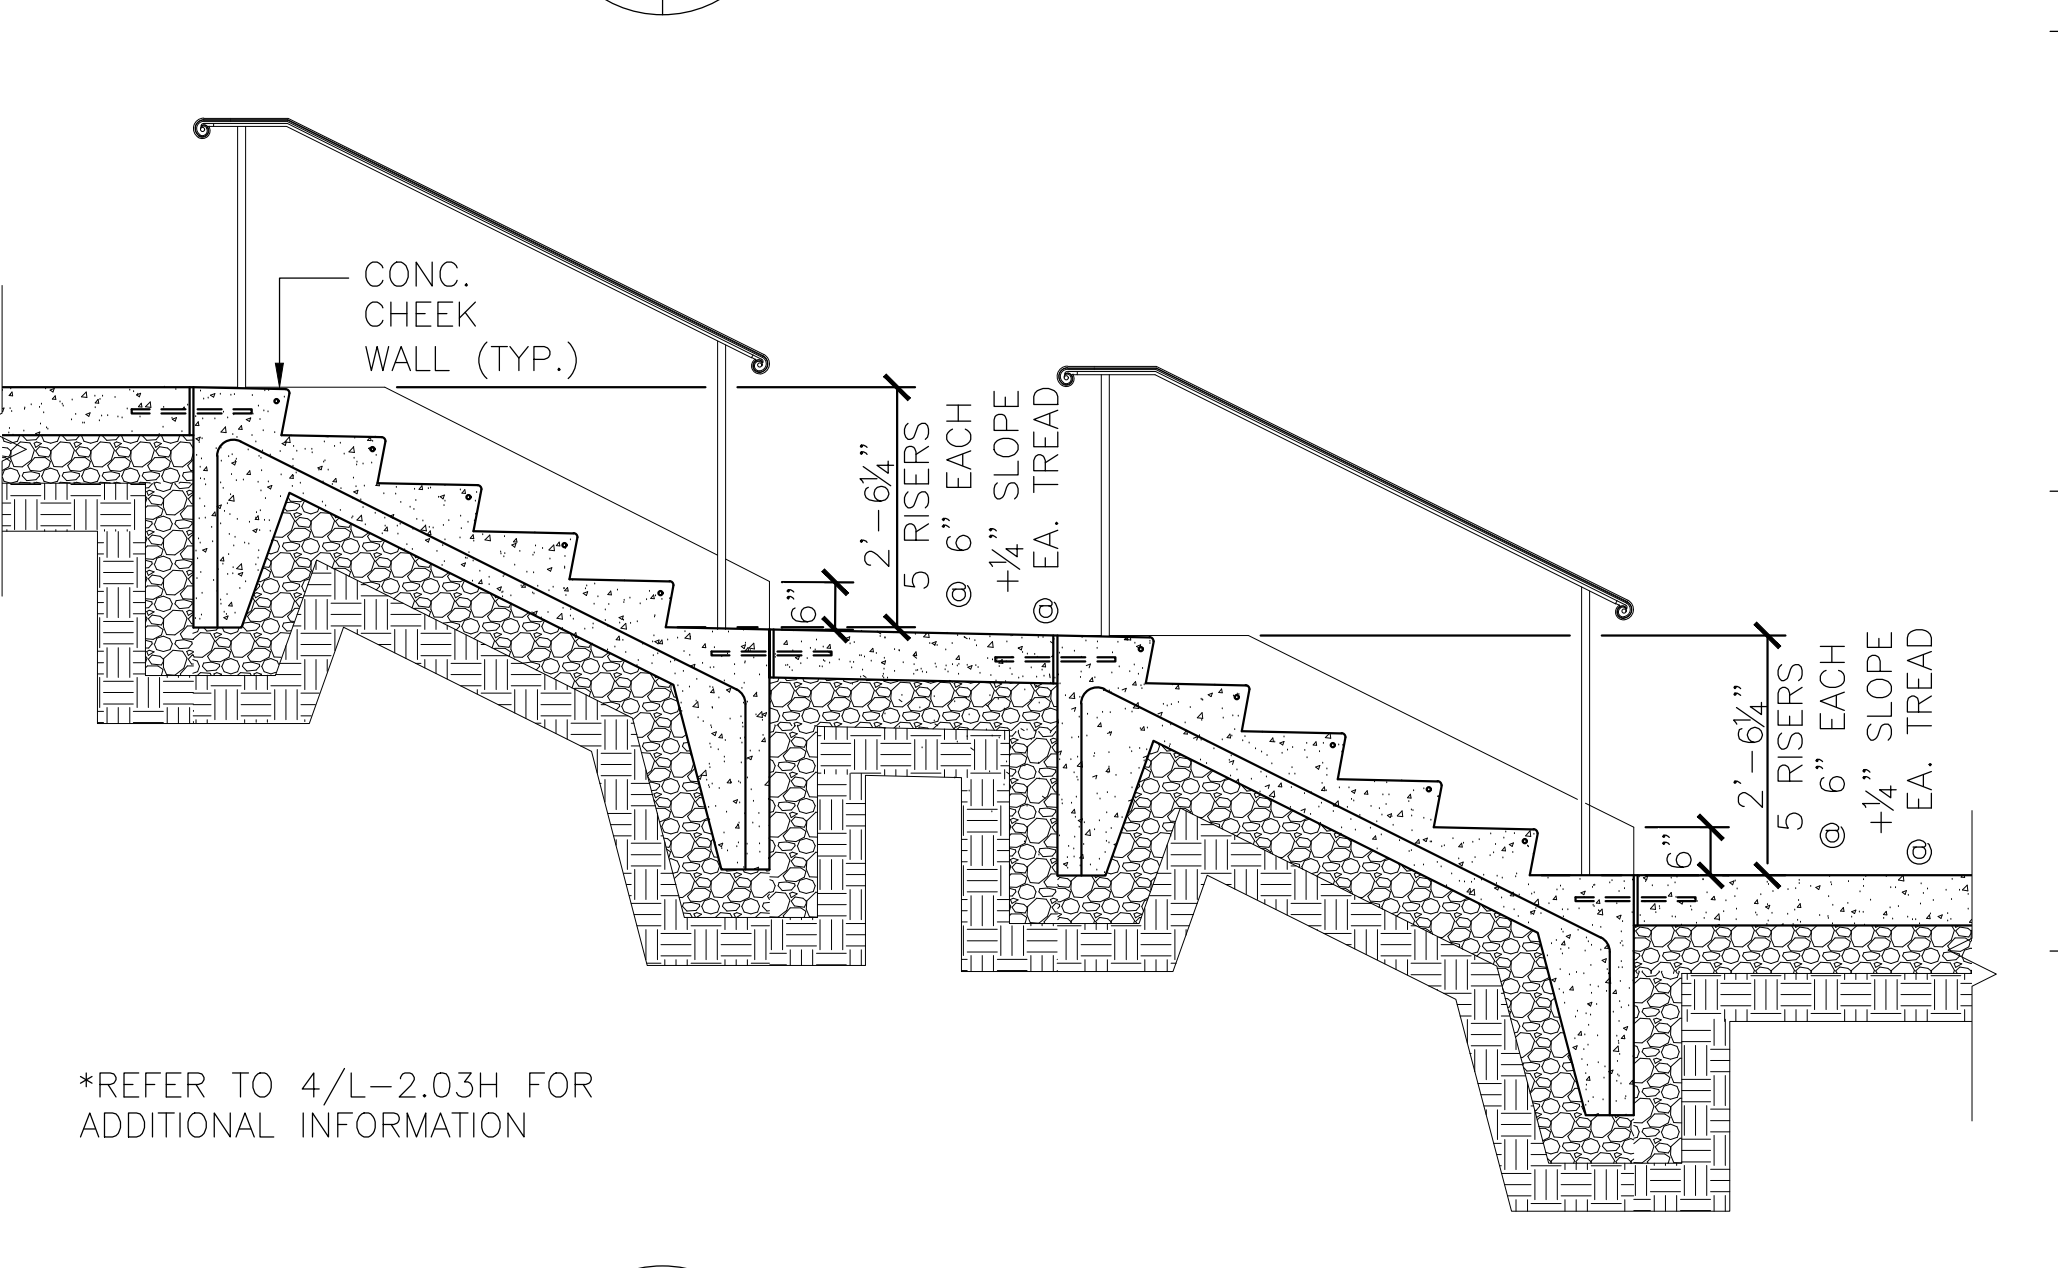 CONC.
CHEEK
WALL (TYP.)
2'-6¼"
5 RISERS
@ 6" EACH
+¼" SLOPE
@ EA. TREAD
6"
2'-6¼"
5 RISERS
@ 6" EACH
+¼" SLOPE
@ EA. TREAD
6"
*REFER TO 4/L-2.03H FOR
ADDITIONAL INFORMATION